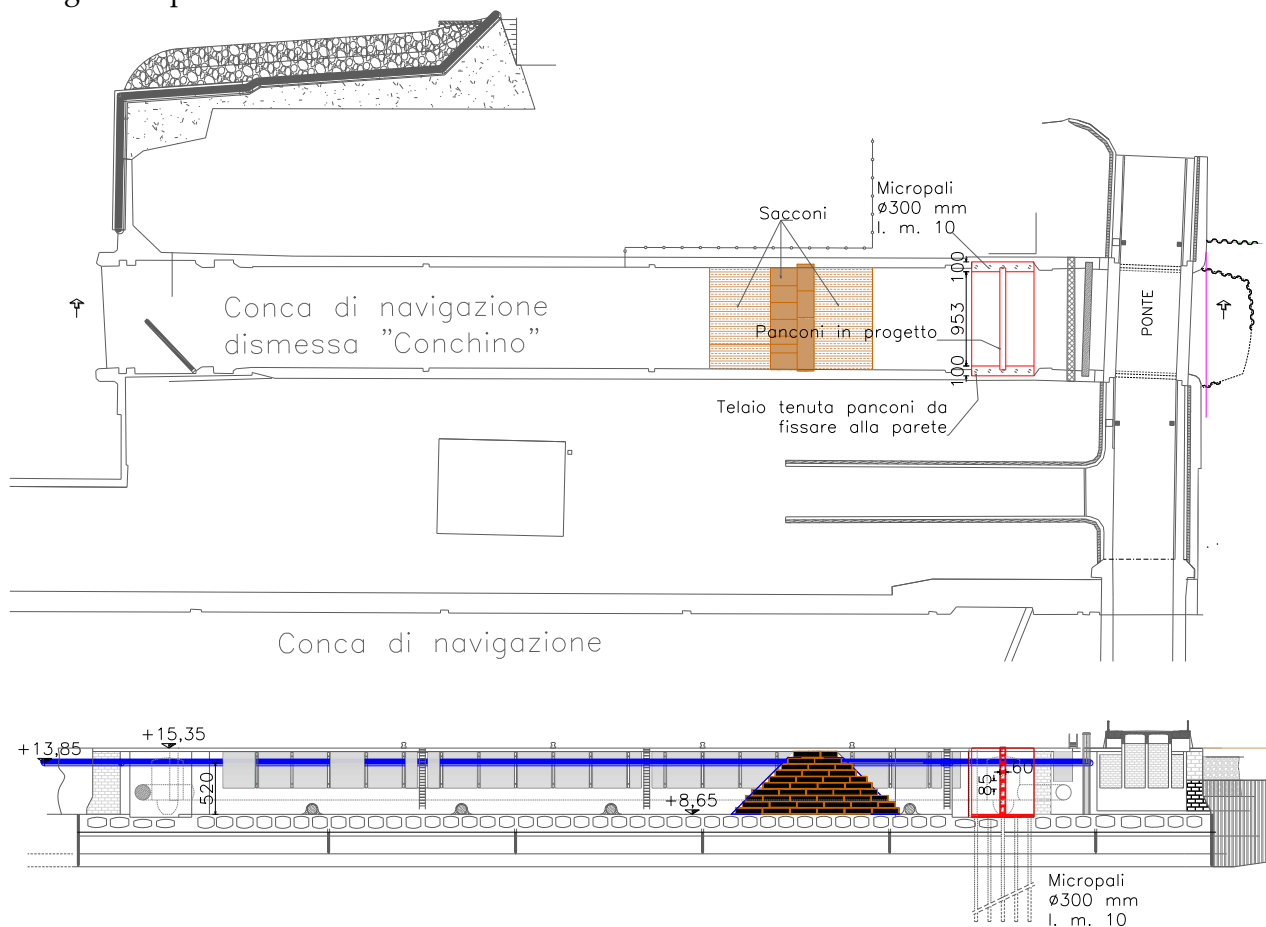 Micropali
ø300 mm
l. m. 10
Sacconi
100
Conca di navigazione
dismessa "Conchino"
Panconi in progetto
953
PONTE
100
Telaio tenuta panconi da
fissare alla parete
Conca di navigazione
+15,35
+13,85
520
+8,65
85
60
Micropali
ø300 mm
l. m. 10